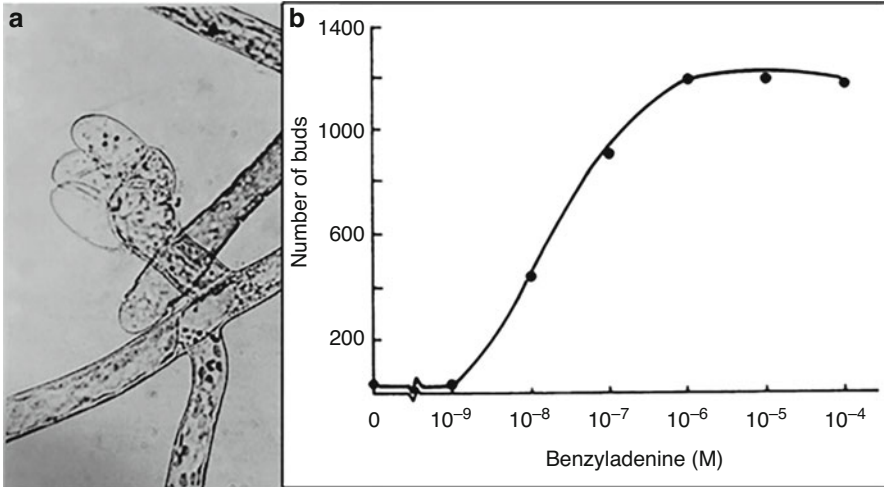 a
b
1400
1000
600
200
Number of buds
0 10⁻⁹ 10⁻⁸ 10⁻⁷ 10⁻⁶ 10⁻⁵ 10⁻⁴
Benzyladenine (M)